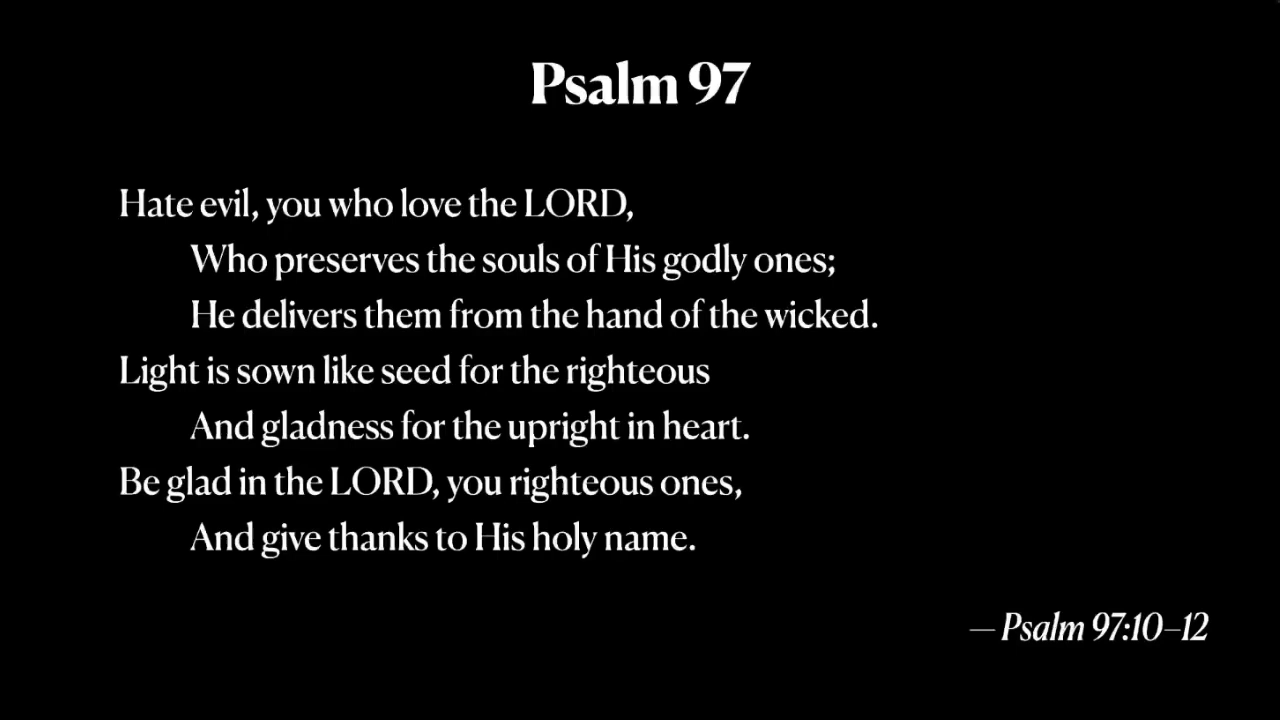 Psalm 97
Hate evil, you who love the LORD,
Who preserves the souls of His godly ones;
He delivers them from the hand of the wicked.
Light is sown like seed for the righteous
And gladness for the upright in heart.
Be glad in the LORD, you righteous ones,
And give thanks to His holy name.
— Psalm 97:10–12